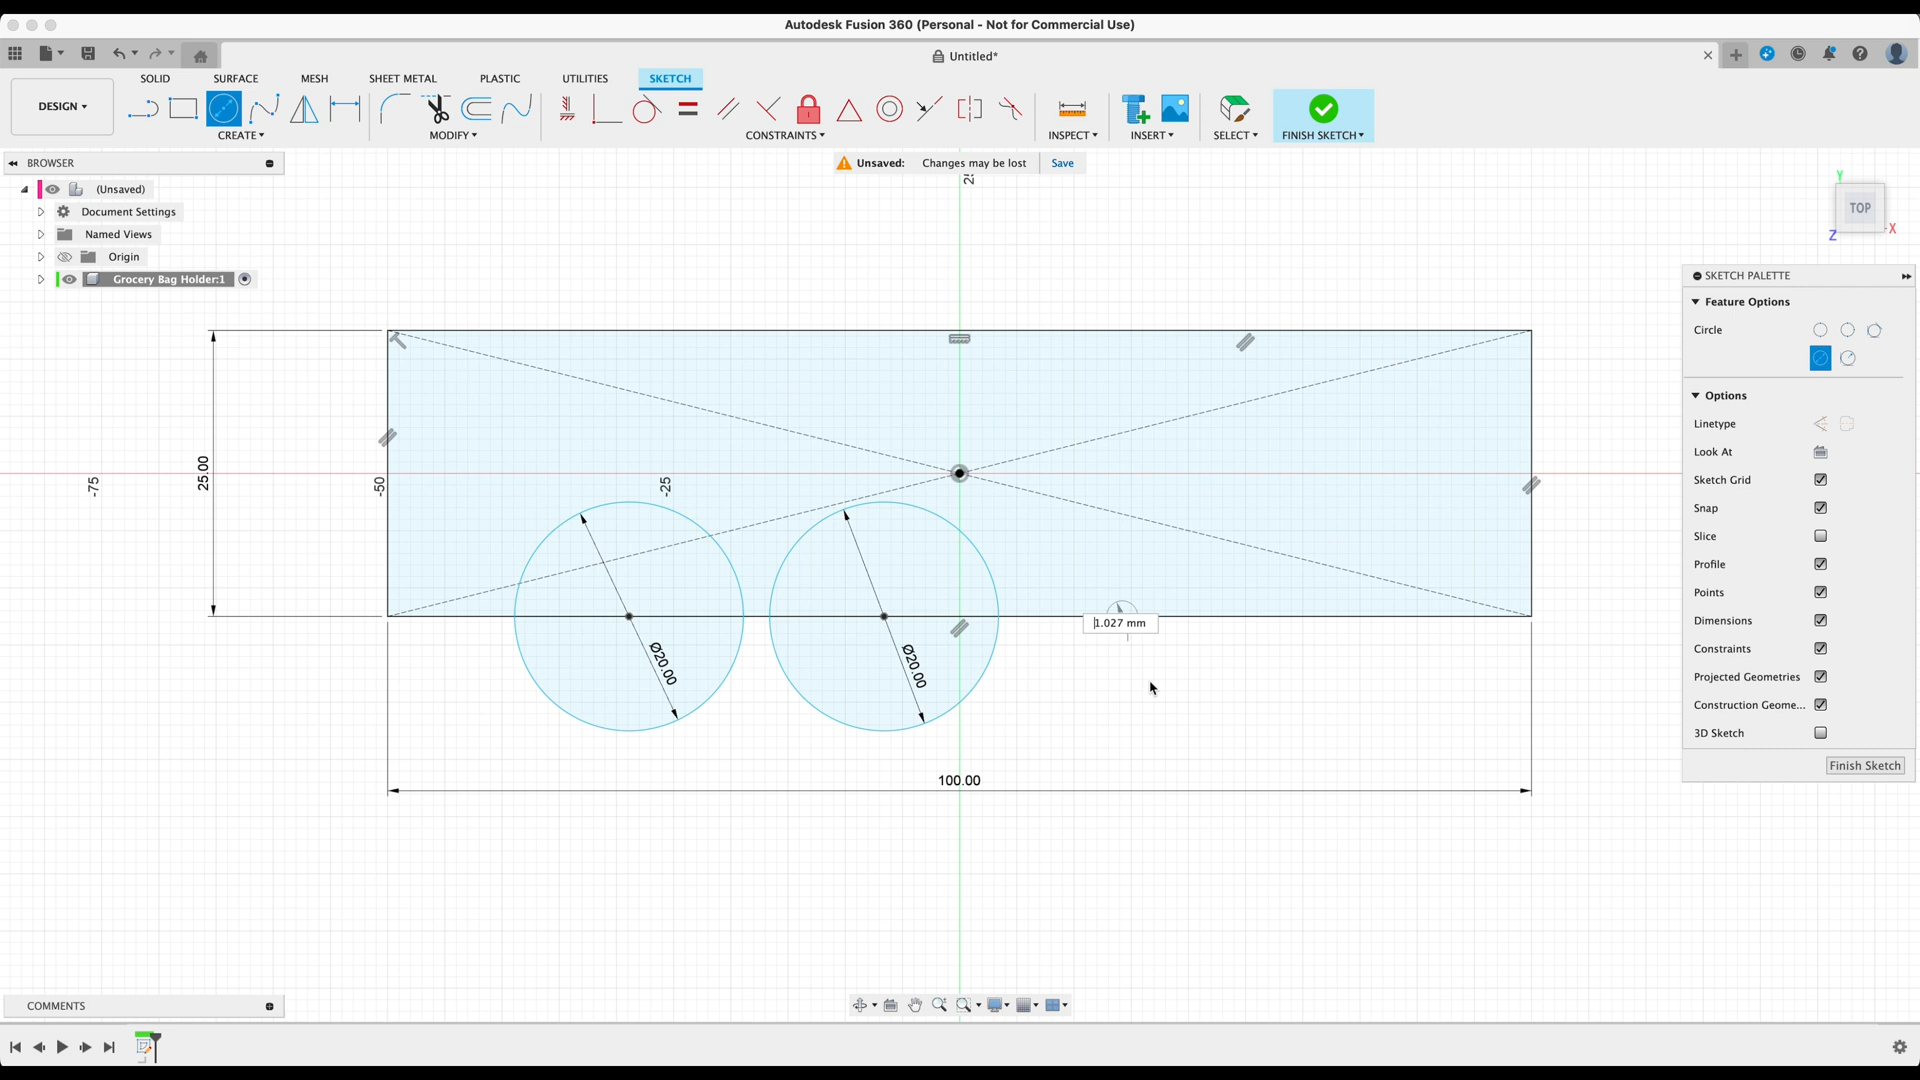 Autodesk Fusion 360 (Personal - Not for Commercial Use)
Untitled*
DESIGN
SOLID
SURFACE
MESH
SHEET METAL
PLASTIC
UTILITIES
SKETCH
CREATE
MODIFY
CONSTRAINTS
INSPECT
INSERT
SELECT
FINISH SKETCH
BROWSER
Unsaved: Changes may be lost Save
(Unsaved)
Document Settings
Named Views
Origin
Grocery Bag Holder:1
TOP
Y
X
Z
SKETCH PALETTE
Feature Options
Circle
Options
Linetype
Look At
Sketch Grid
Snap
Slice
Profile
Points
Dimensions
Constraints
Projected Geometries
Construction Geome...
3D Sketch
Finish Sketch
-75
25.00
-50
-25
Ø20.00
Ø20.00
1.027 mm
100.00
COMMENTS